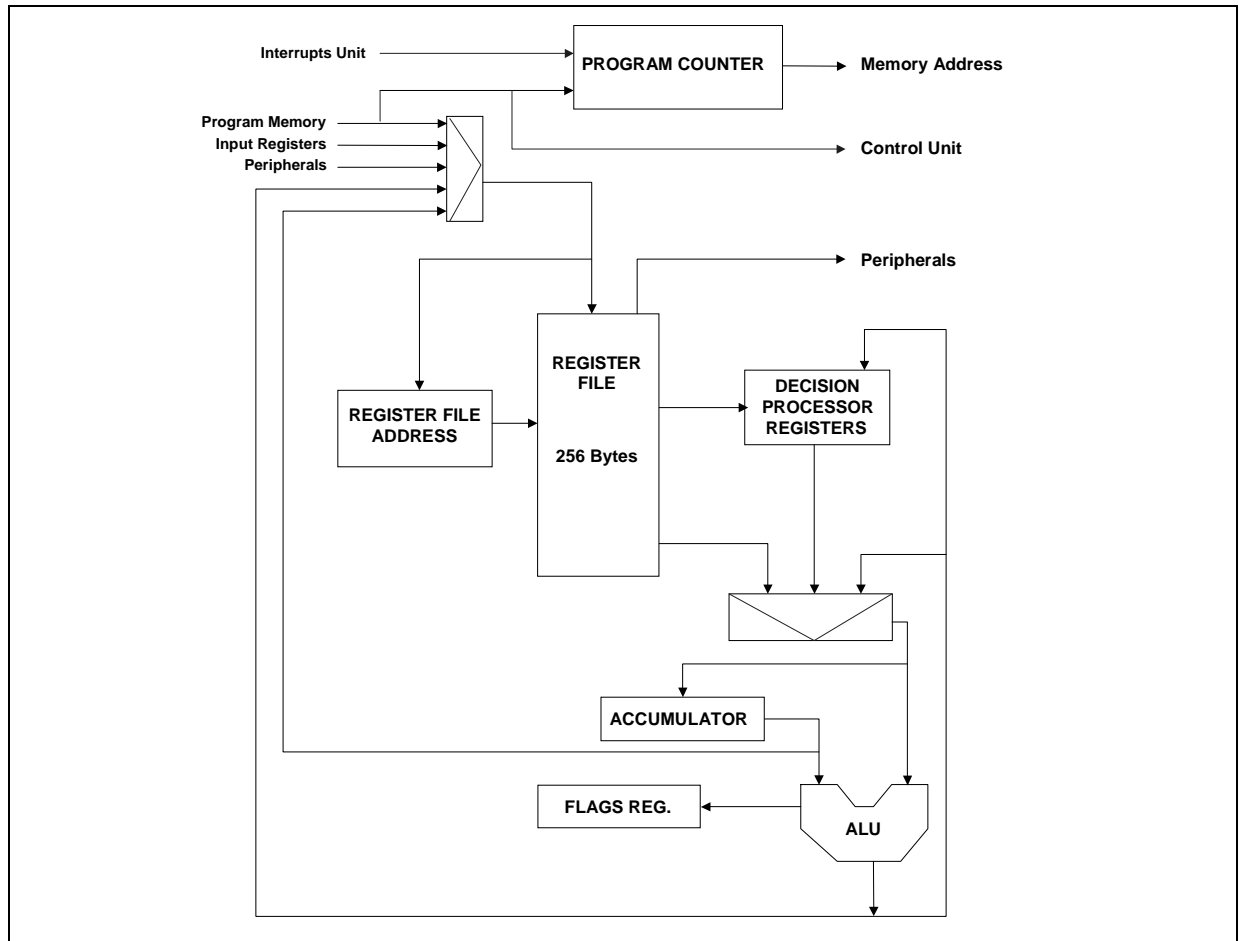 Interrupts Unit
PROGRAM COUNTER
Memory Address
Program Memory
Input Registers
Peripherals
Control Unit
Peripherals
REGISTER
FILE
256 Bytes
REGISTER FILE
ADDRESS
DECISION
PROCESSOR
REGISTERS
ACCUMULATOR
FLAGS REG.
ALU